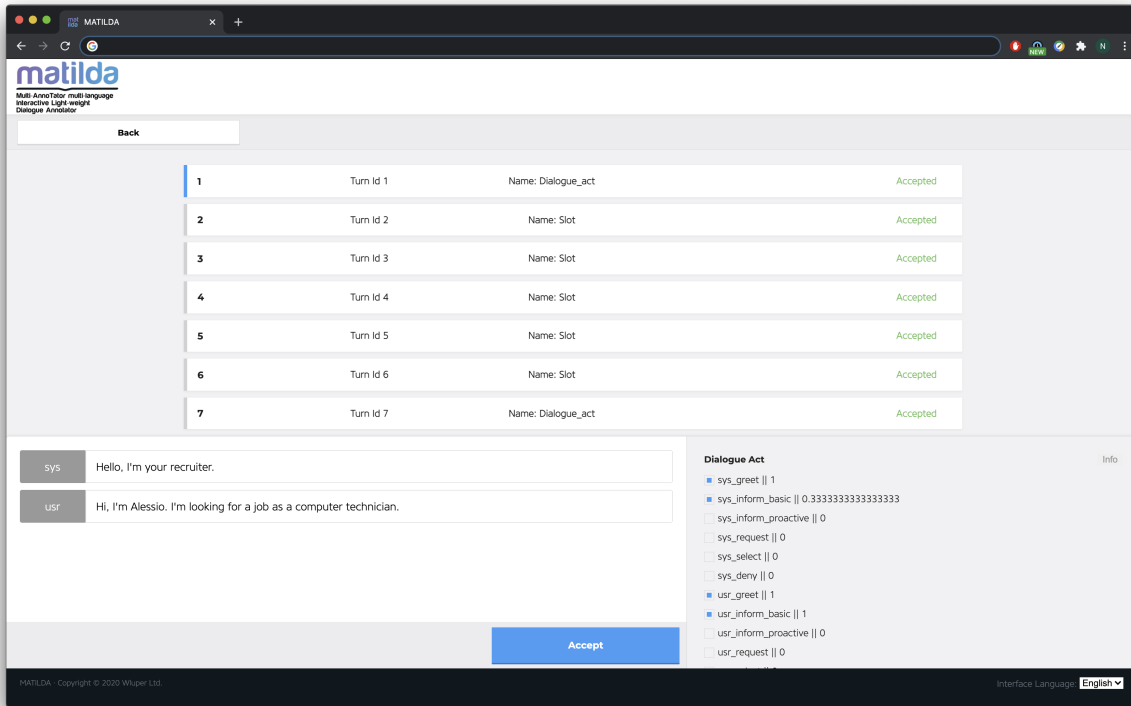 mat ilda MATILDA
NEW N
matilda
Multi-AnnoTator multi-language
Interactive Light-weight
Dialogue Annotator
Back
1 Turn Id 1 Name: Dialogue_act Accepted
2 Turn Id 2 Name: Slot Accepted
3 Turn Id 3 Name: Slot Accepted
4 Turn Id 4 Name: Slot Accepted
5 Turn Id 5 Name: Slot Accepted
6 Turn Id 6 Name: Slot Accepted
7 Turn Id 7 Name: Dialogue_act Accepted
sys Hello, I'm your recruiter.
usr Hi, I'm Alessio. I'm looking for a job as a computer technician.
Accept
Dialogue Act Info
sys_greet || 1
sys_inform_basic || 0.3333333333333333
sys_inform_proactive || 0
sys_request || 0
sys_select || 0
sys_deny || 0
usr_greet || 1
usr_inform_basic || 1
usr_inform_proactive || 0
usr_request || 0
MATILDA - Copyright © 2020 Wluper Ltd. Interface Language: English